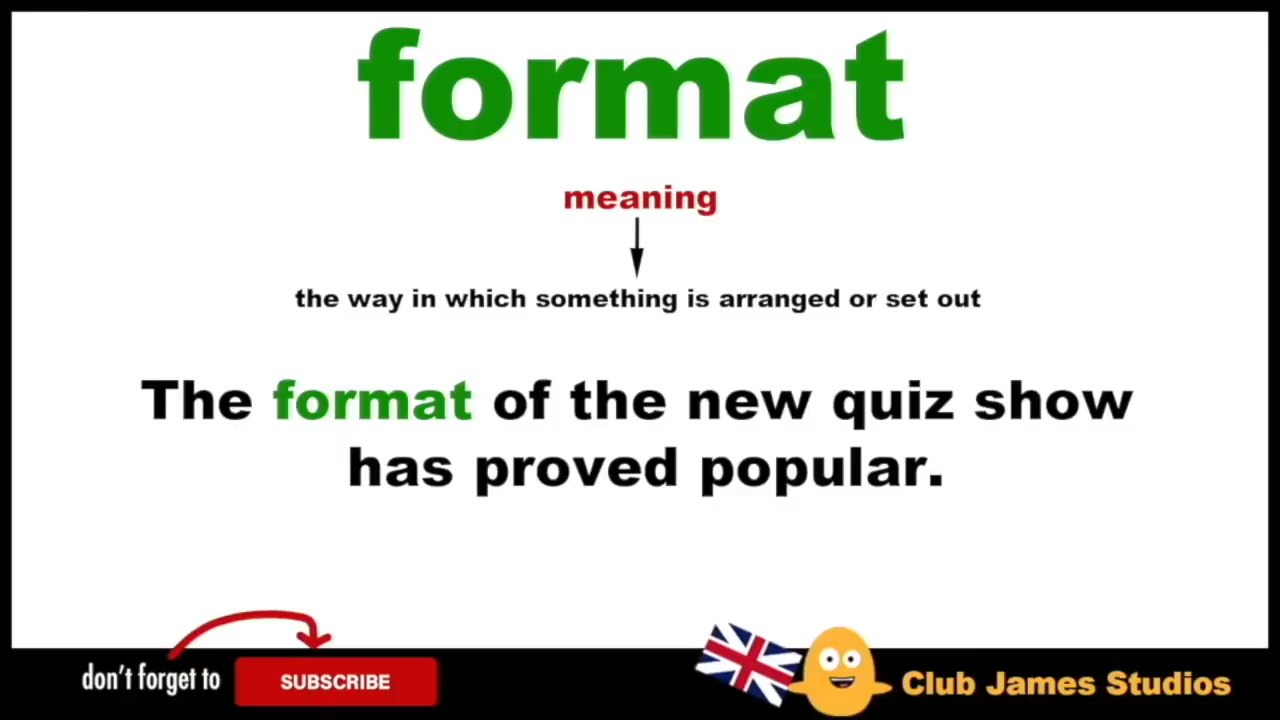 format
meaning
the way in which something is arranged or set out
The format of the new quiz show
has proved popular.
don't forget to
SUBSCRIBE
Club James Studios